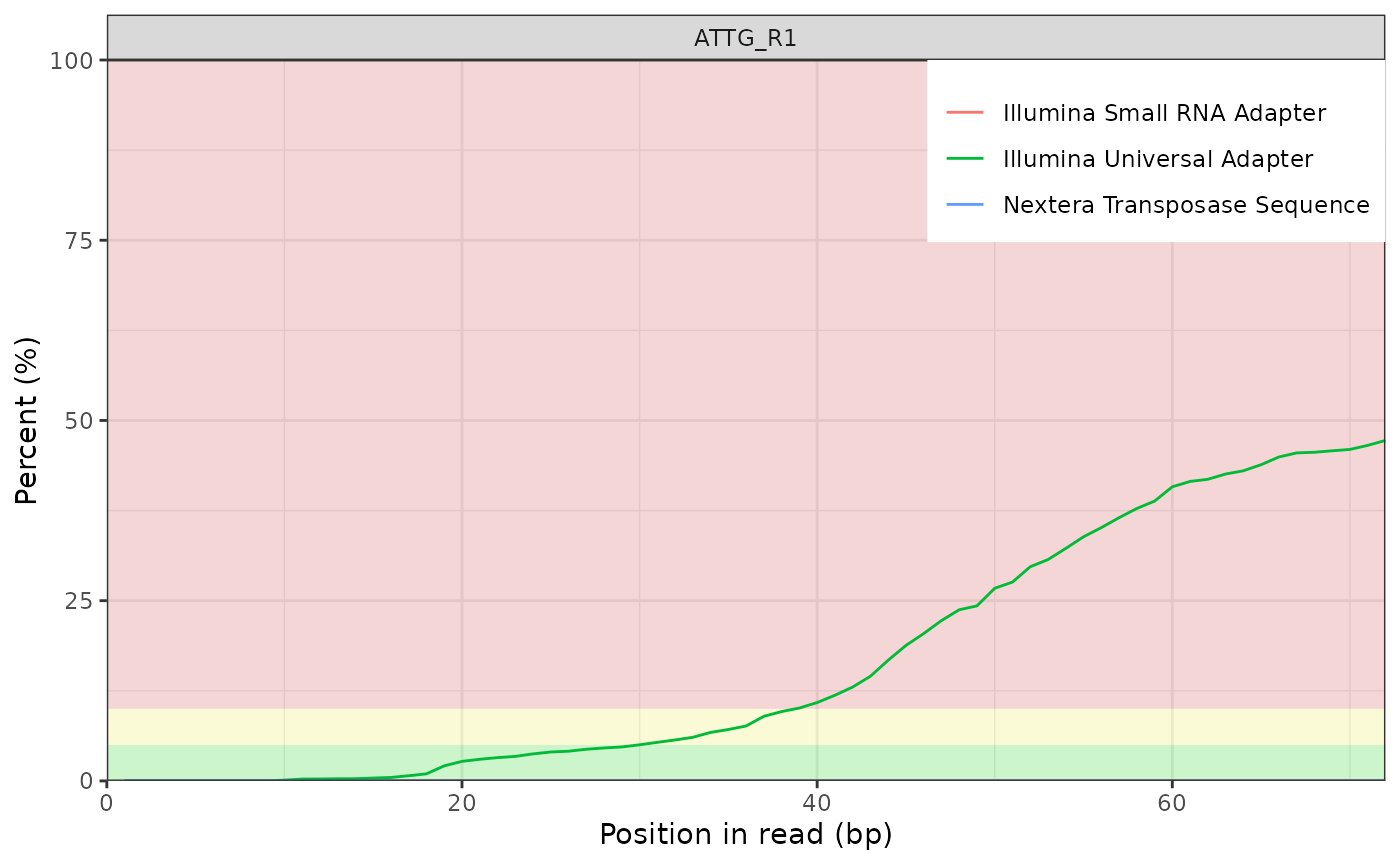 ATTG_R1
100
75
50
25
0
Percent (%)
Illumina Small RNA Adapter
Illumina Universal Adapter
Nextera Transposase Sequence
0 20 40 60
Position in read (bp)